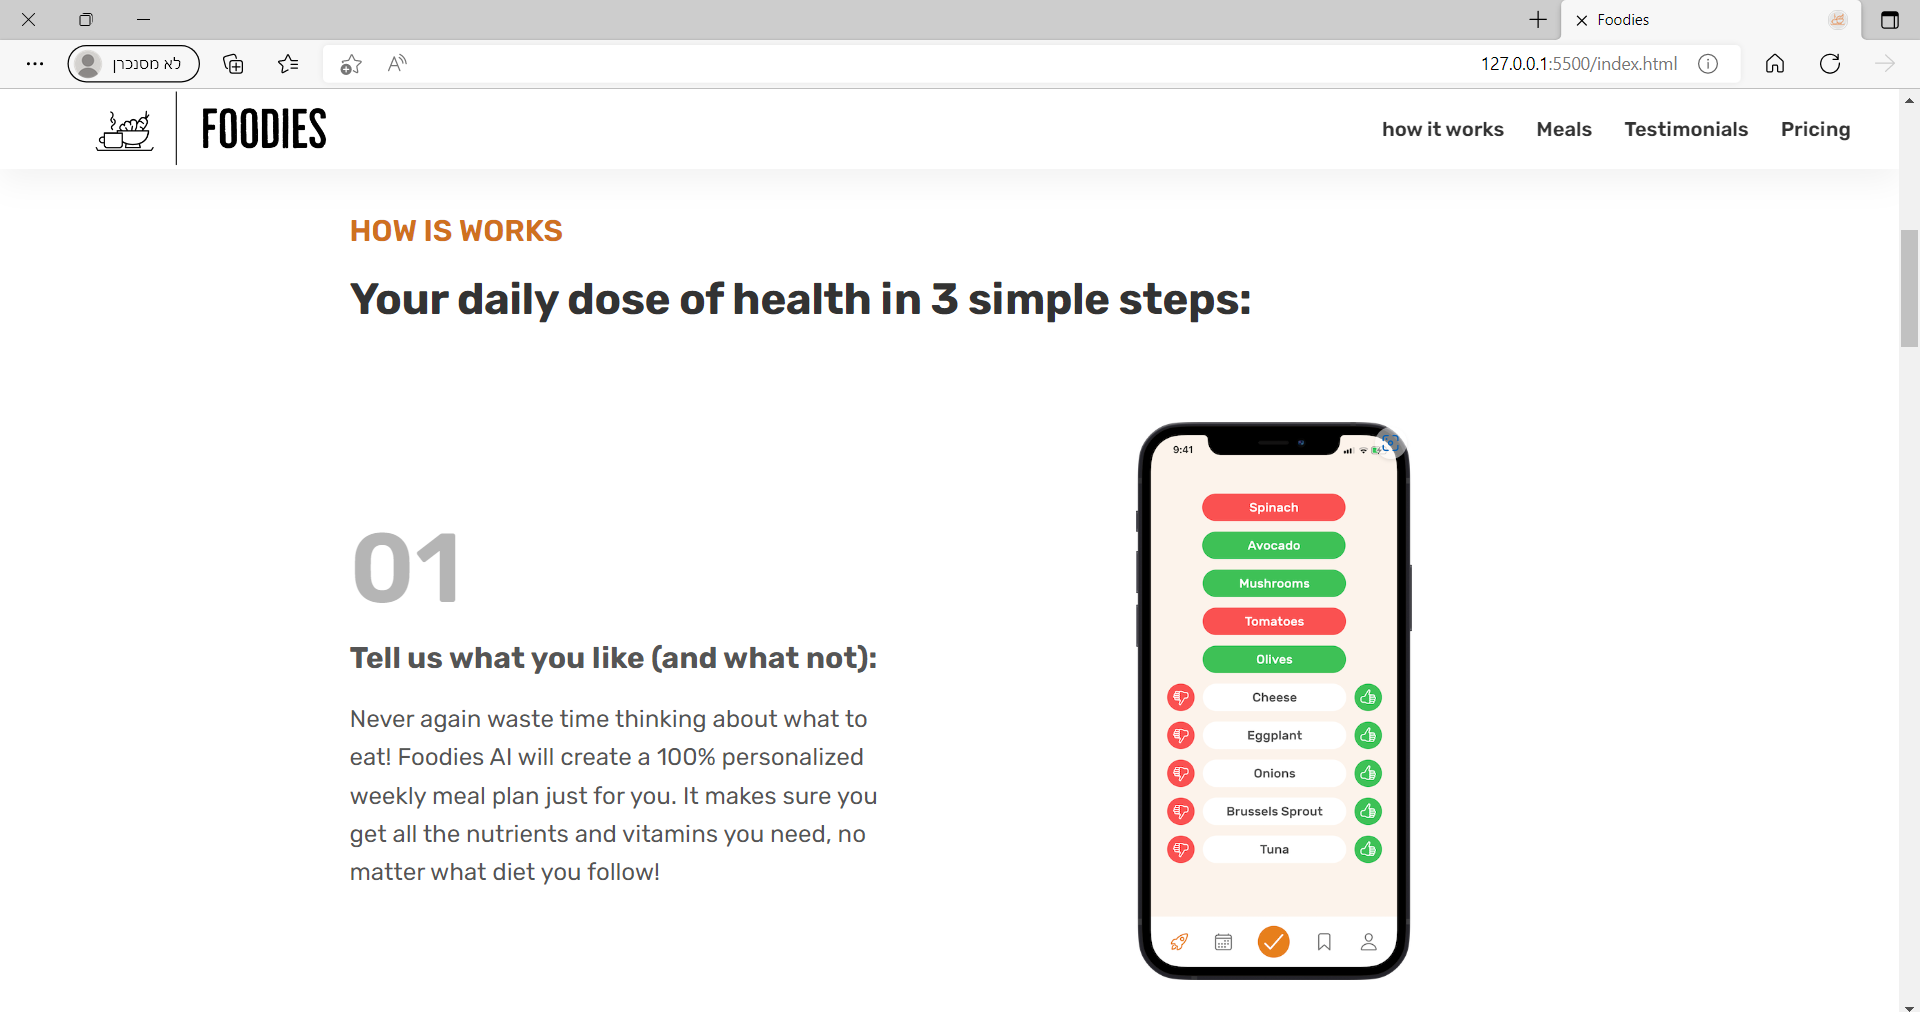 Foodies
לא מסנכרן
127.0.0.1:5500/index.html
FOODIES
how it works
Meals
Testimonials
Pricing
HOW IS WORKS
Your daily dose of health in 3 simple steps:
01
Tell us what you like (and what not):
Never again waste time thinking about what to
eat! Foodies AI will create a 100% personalized
weekly meal plan just for you. It makes sure you
get all the nutrients and vitamins you need, no
matter what diet you follow!
9:41
Spinach
Avocado
Mushrooms
Tomatoes
Olives
Cheese
Eggplant
Onions
Brussels Sprout
Tuna